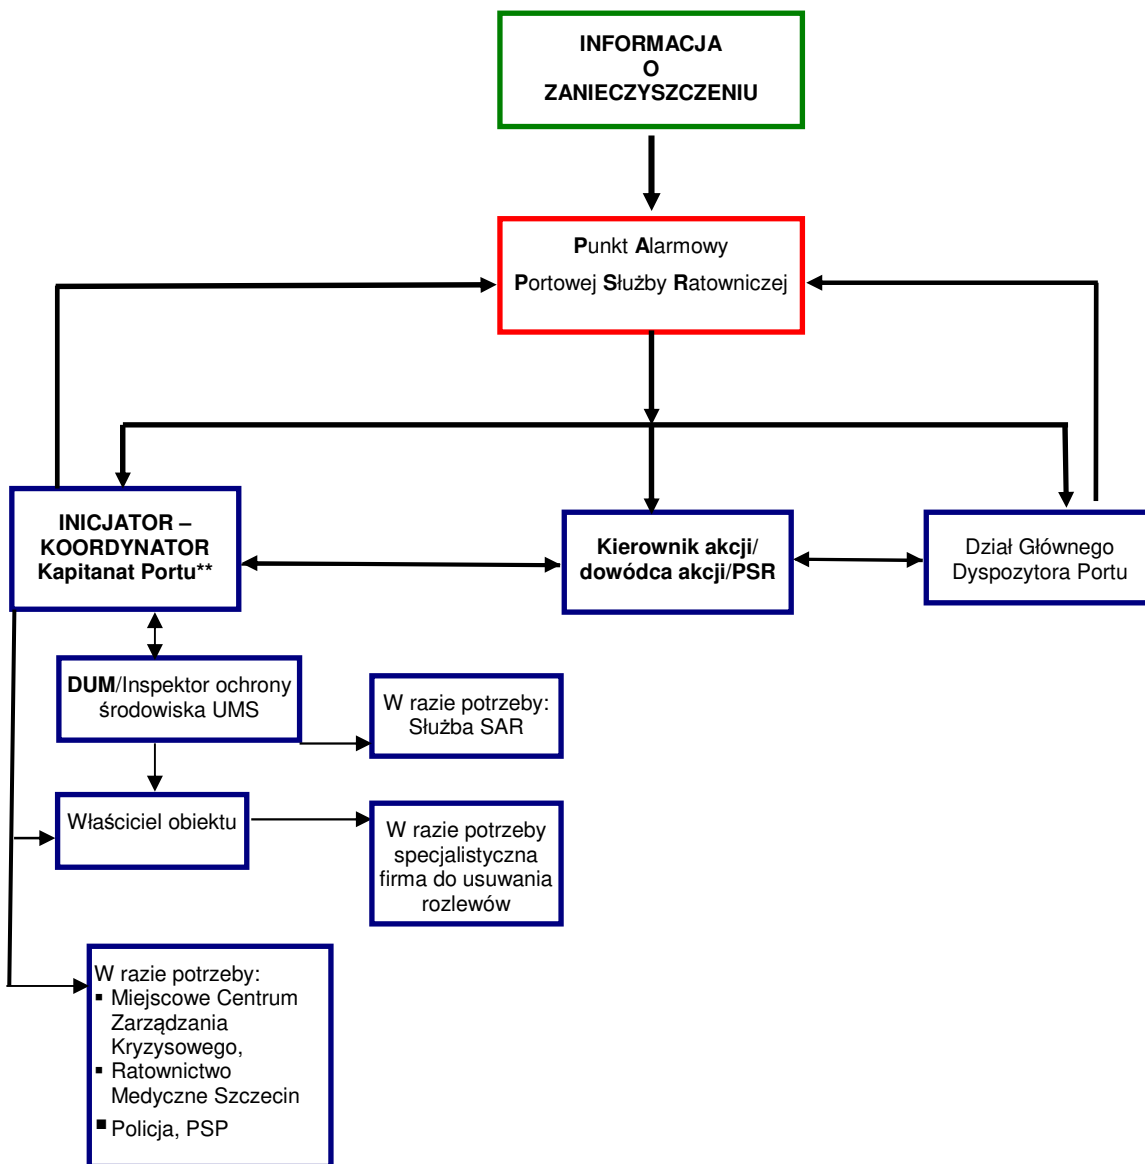 INFORMACJA
O
ZANIECZYSZCZENIU
Punkt Alarmowy
Portowej Służby Ratowniczej
INICJATOR –
KOORDYNATOR
Kapitanat Portu**
Kierownik akcji/
dowódca akcji/PSR
Dział Głównego
Dyspozytora Portu
DUM/Inspektor ochrony
środowiska UMS
W razie potrzeby:
Służba SAR
Właściciel obiektu
W razie potrzeby
specjalistyczna
firma do usuwania
rozlewów
W razie potrzeby:
▪ Miejscowe Centrum
Zarządzania
Kryzysowego,
▪ Ratownictwo
Medyczne Szczecin
▪ Policja, PSP